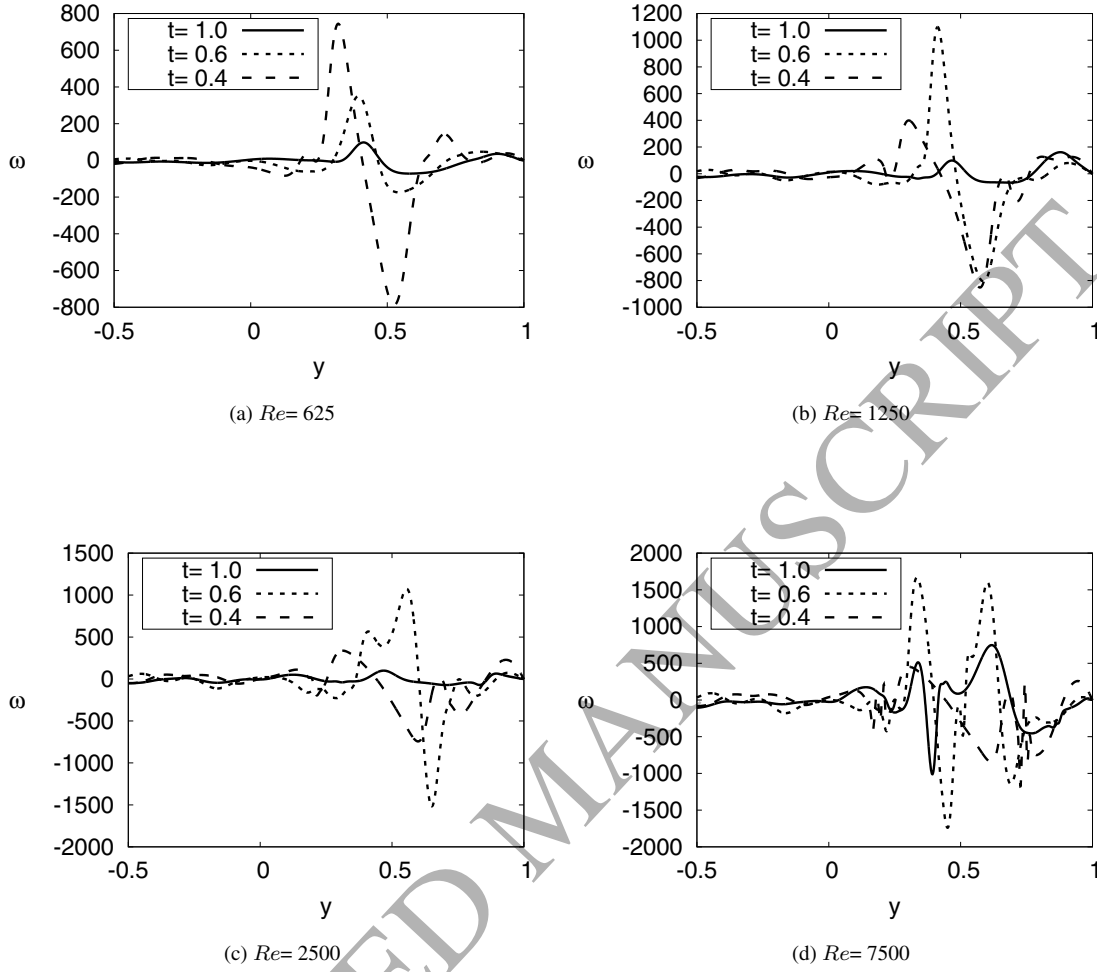 800
600
400
200
0
-200
-400
-600
-800
ω
t= 1.0
t= 0.6
t= 0.4
-0.5
0
0.5
1
y
(a) Re= 625
1200
1000
800
600
400
200
0
-200
-400
-600
-800
-1000
ω
t= 1.0
t= 0.6
t= 0.4
-0.5
0
0.5
1
y
(b) Re= 1250
1500
1000
500
0
-500
-1000
-1500
-2000
ω
t= 1.0
t= 0.6
t= 0.4
-0.5
0
0.5
1
y
(c) Re= 2500
2000
1500
1000
500
0
-500
-1000
-1500
-2000
ω
t= 1.0
t= 0.6
t= 0.4
-0.5
0
0.5
1
y
(d) Re= 7500
ED MANUSCRIPT